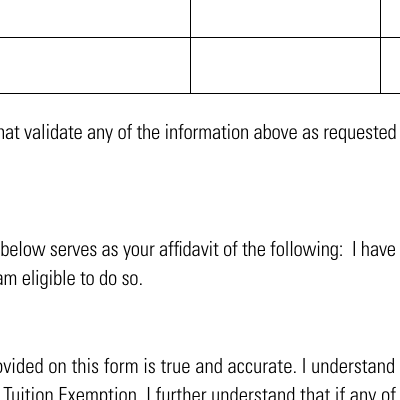 hat validate any of the information above as requested
below serves as your affidavit of the following: I have
am eligible to do so.
ovided on this form is true and accurate. I understand
Tuition Exemption. I further understand that if any of